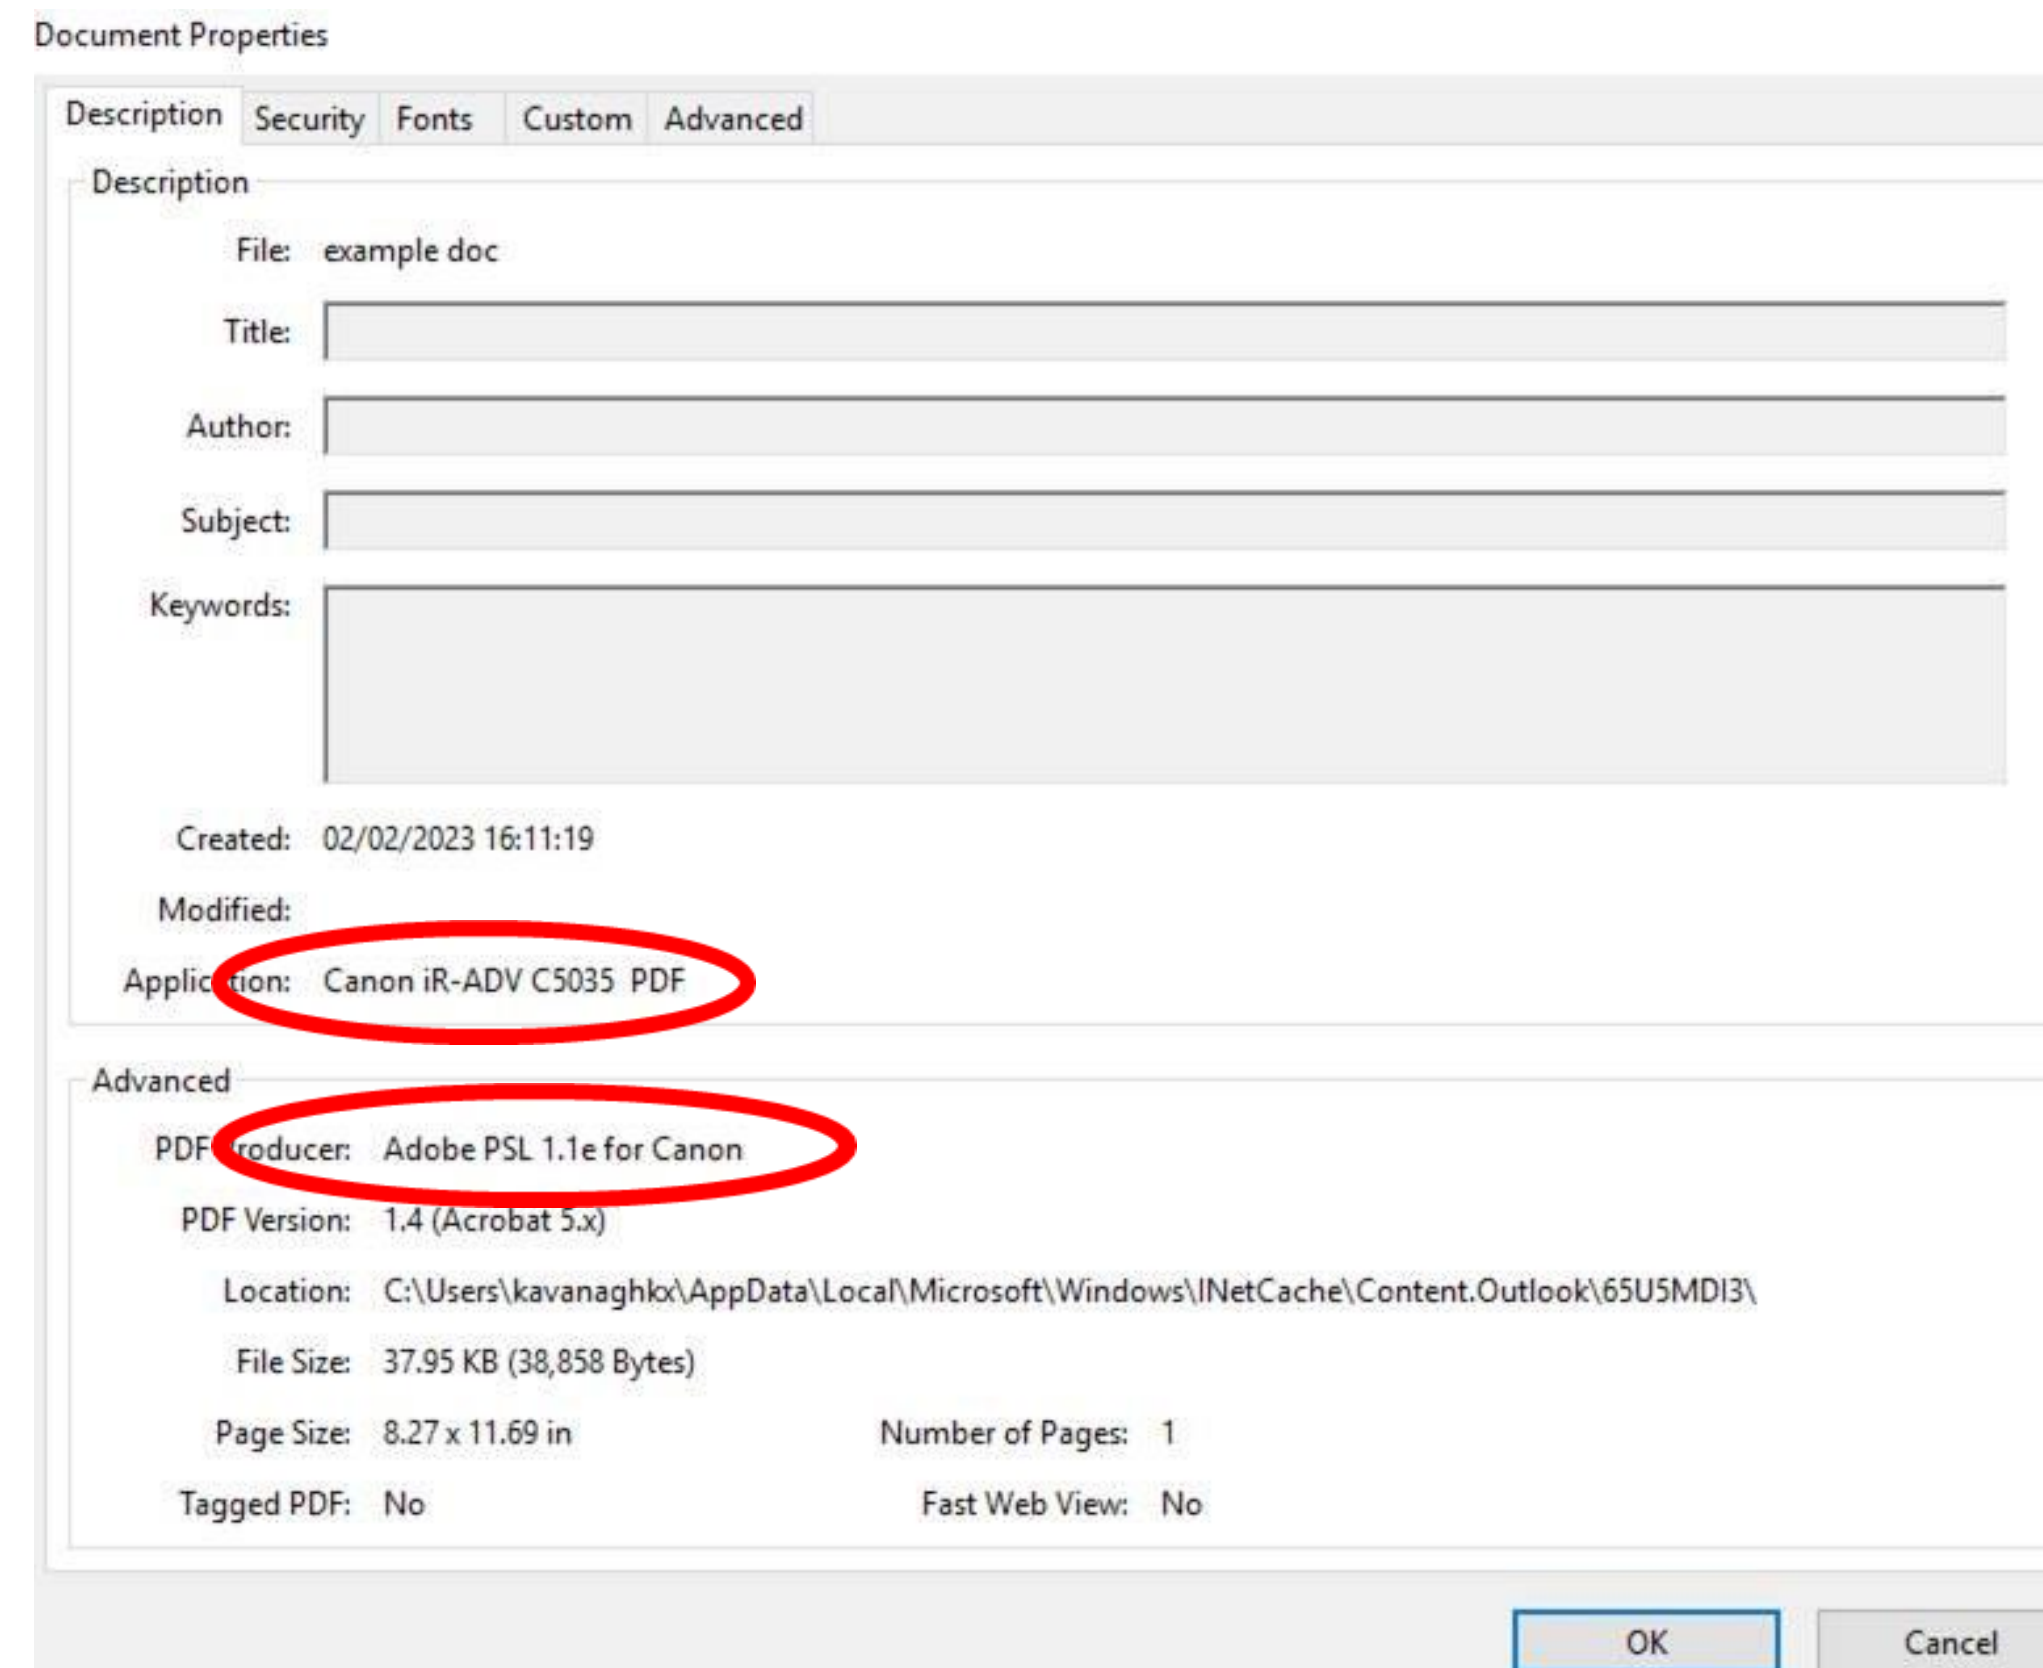 Document Properties
Description Security Fonts Custom Advanced
Description
File: example doc
Title:
Author:
Subject:
Keywords:
Created: 02/02/2023 16:11:19
Modified:
Application: Canon iR-ADV C5035 PDF
Advanced
PDF Producer: Adobe PSL 1.1e for Canon
PDF Version: 1.4 (Acrobat 5.x)
Location: C:\Users\kavanaghkx\AppData\Local\Microsoft\Windows\INetCache\Content.Outlook\65U5MDI3\
File Size: 37.95 KB (38,858 Bytes)
Page Size: 8.27 x 11.69 in Number of Pages: 1
Tagged PDF: No Fast Web View: No
OK Cancel